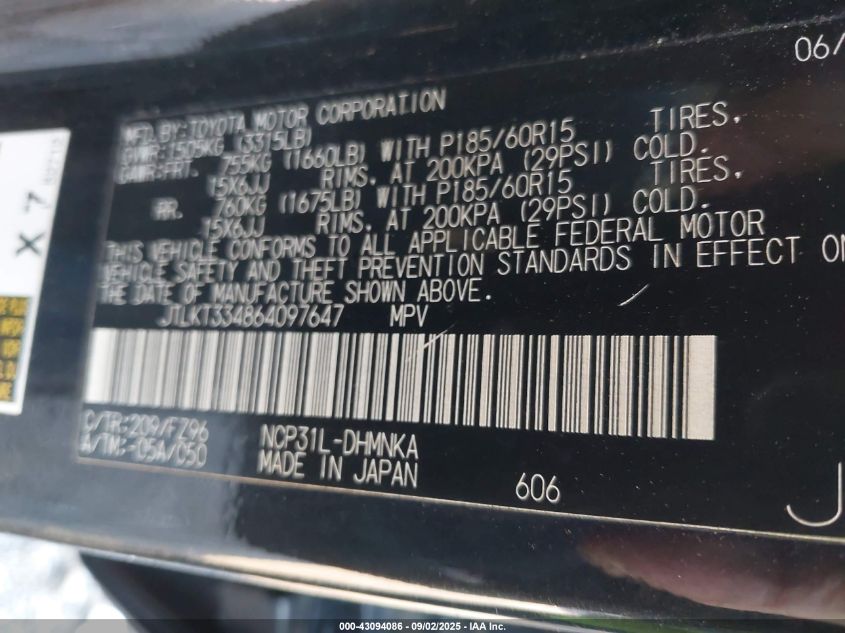 06/
MFD.BY:TOYOTA MOTOR CORPORATION
GVWR:1505KG (3315LB)
GAWR:FRT. 755KG (1660LB) WITH P185/60R15 TIRES,
15X6JJ RIMS, AT 200KPA (29PSI) COLD.
RR. 760KG (1675LB) WITH P185/60R15 TIRES,
15X6JJ RIMS, AT 200KPA (29PSI) COLD.
THIS VEHICLE CONFORMS TO ALL APPLICABLE FEDERAL MOTOR
VEHICLE SAFETY AND THEFT PREVENTION STANDARDS IN EFFECT ON
THE DATE OF MANUFACTURE SHOWN ABOVE.
JTLKT334864097647 MPV
C/TR:209/FZ96 NCP31L-DHMNKA
A/TM:-05A/050 MADE IN JAPAN
606
J
X 7
000-43094086 - 09/02/2025 - IAA Inc.